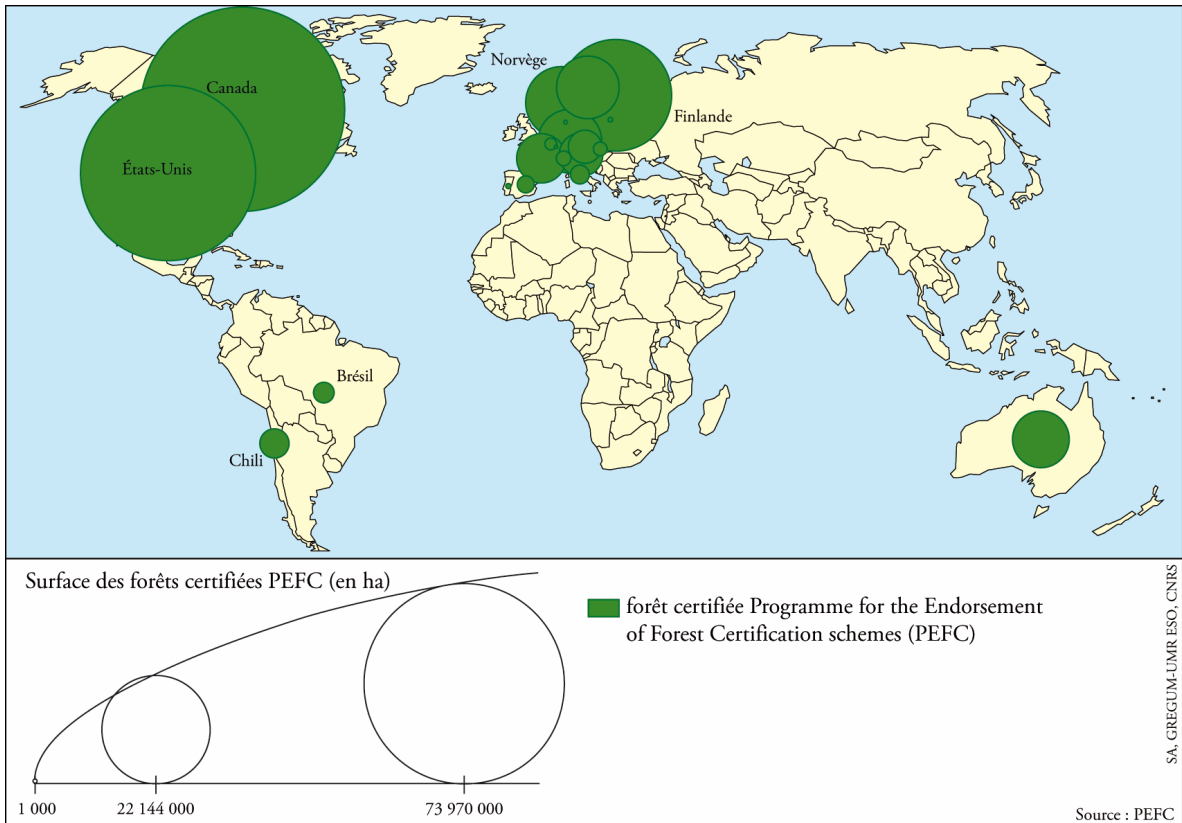 Norvège
Canada
Finlande
États-Unis
Brésil
Chili
Surface des forêts certifiées PEFC (en ha)
forêt certifiée Programme for the Endorsement
of Forest Certification schemes (PEFC)
1 000
22 144 000
73 970 000
SA, GREGUM-UMR ESO, CNRS
Source : PEFC